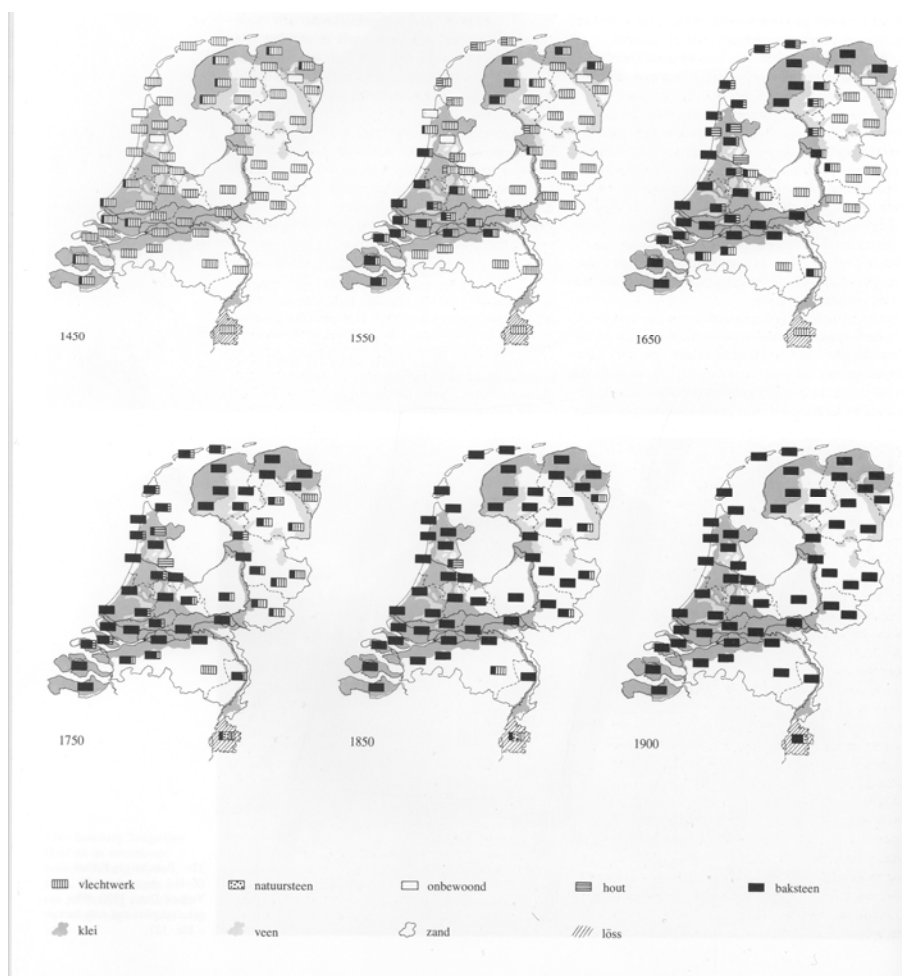 1450
1550
1650
1750
1850
1900
vlechtwerk
natuursteen
onbewoond
hout
baksteen
klei
veen
zand
löss